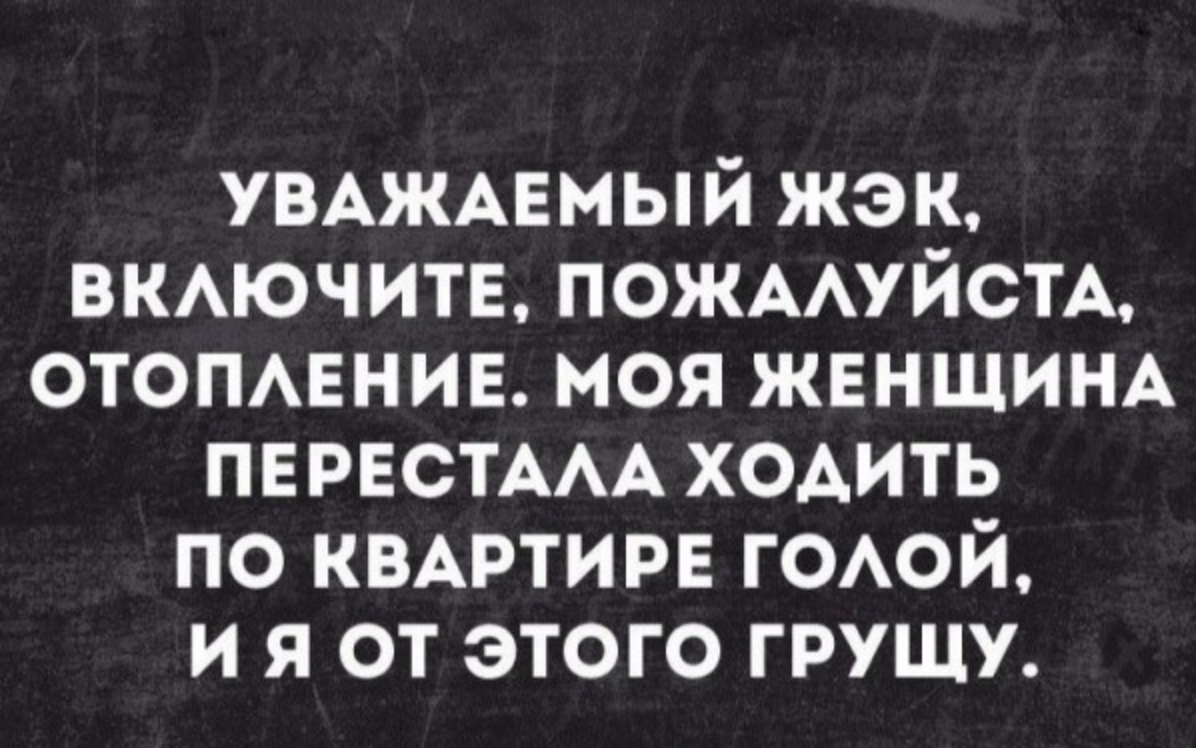 УВАЖАЕМЫЙ ЖЭК,
ВКЛЮЧИТЕ, ПОЖАЛУЙСТА,
ОТОПЛЕНИЕ. МОЯ ЖЕНЩИНА
ПЕРЕСТАЛА ХОДИТЬ
ПО КВАРТИРЕ ГОЛОЙ,
И Я ОТ ЭТОГО ГРУЩУ.